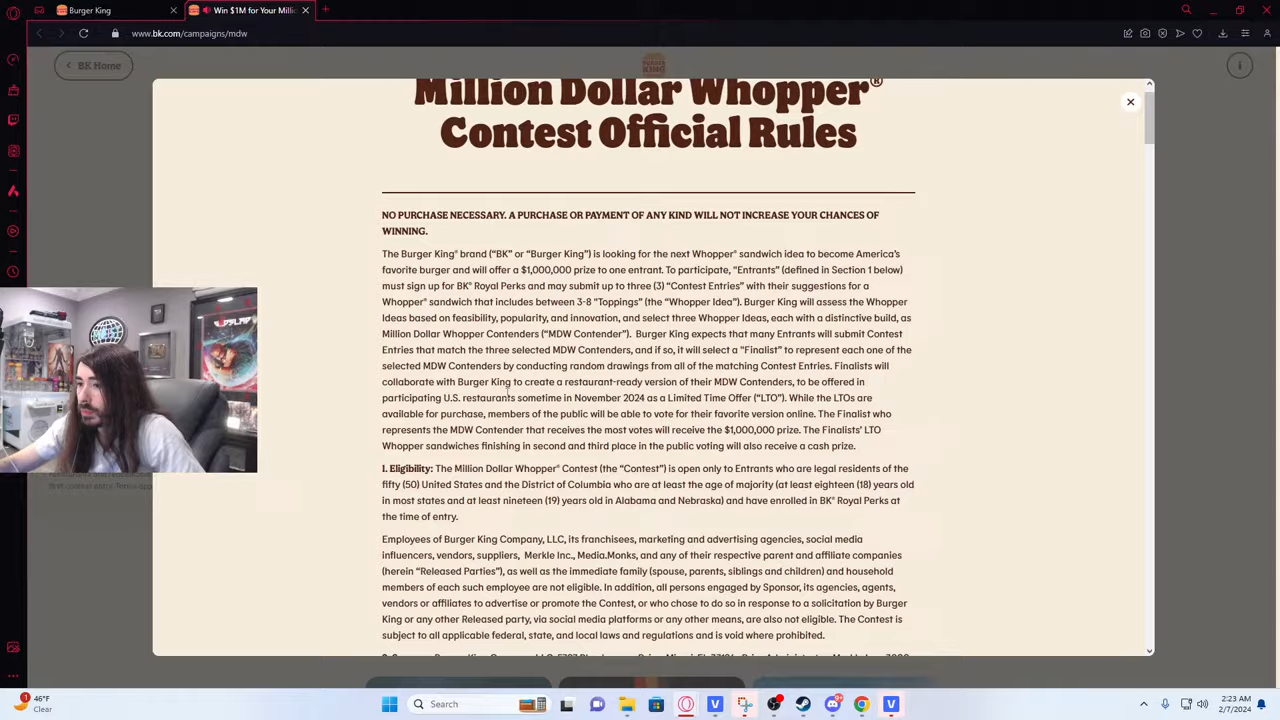 Burger King
Win $1M for Your Millio
www.bk.com/campaigns/mdw
BK Home
Million Dollar Whopper®
Contest Official Rules
NO PURCHASE NECESSARY. A PURCHASE OR PAYMENT OF ANY KIND WILL NOT INCREASE YOUR CHANCES OF
WINNING.
The Burger King® brand (“BK” or “Burger King”) is looking for the next Whopper® sandwich idea to become America’s
favorite burger and will offer a $1,000,000 prize to one entrant. To participate, "Entrants” (defined in Section 1 below)
must sign up for BK® Royal Perks and may submit up to three (3) “Contest Entries” with their suggestions for a
Whopper® sandwich that includes between 3-8 “Toppings” (the “Whopper Idea”). Burger King will assess the Whopper
Ideas based on feasibility, popularity, and innovation, and select three Whopper Ideas, each with a distinctive build, as
Million Dollar Whopper Contenders (“MDW Contender”). Burger King expects that many Entrants will submit Contest
Entries that match the three selected MDW Contenders, and if so, it will select a "Finalist” to represent each one of the
selected MDW Contenders by conducting random drawings from all of the matching Contest Entries. Finalists will
collaborate with Burger King to create a restaurant-ready version of their MDW Contenders, to be offered in
participating U.S. restaurants sometime in November 2024 as a Limited Time Offer (“LTO”). While the LTOs are
available for purchase, members of the public will be able to vote for their favorite version online. The Finalist who
represents the MDW Contender that receives the most votes will receive the $1,000,000 prize. The Finalists’ LTO
Whopper sandwiches finishing in second and third place in the public voting will also receive a cash prize.
1. Eligibility: The Million Dollar Whopper® Contest (the “Contest”) is open only to Entrants who are legal residents of the
fifty (50) United States and the District of Columbia who are at least the age of majority (at least eighteen (18) years old
in most states and at least nineteen (19) years old in Alabama and Nebraska) and have enrolled in BK® Royal Perks at
the time of entry.
Employees of Burger King Company, LLC, its franchisees, marketing and advertising agencies, social media
influencers, vendors, suppliers, Merkle Inc., Media.Monks, and any of their respective parent and affiliate companies
(herein “Released Parties”), as well as the immediate family (spouse, parents, siblings and children) and household
members of each such employee are not eligible. In addition, all persons engaged by Sponsor, its agencies, agents,
vendors or affiliates to advertise or promote the Contest, or who chose to do so in response to a solicitation by Burger
King or any other Released party, via social media platforms or any other means, are also not eligible. The Contest is
subject to all applicable federal, state, and local laws and regulations and is void where prohibited.
46°F
Clear
Search
2:23 AM
2/7/2024